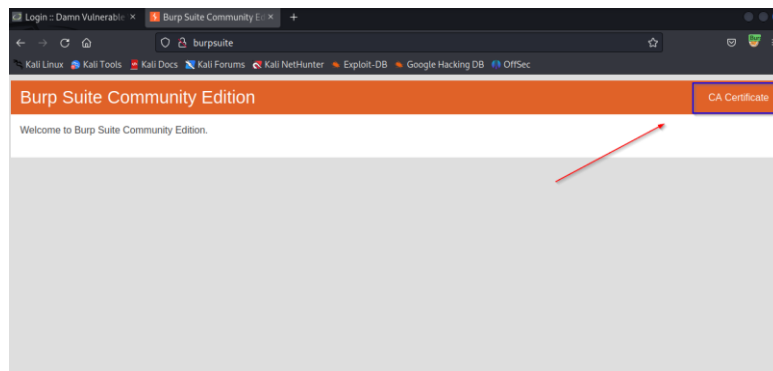 Login :: Damn Vulnerable
Burp Suite Community Ed
burpsuite
Kali Linux Kali Tools Kali Docs Kali Forums Kali NetHunter Exploit-DB Google Hacking DB OffSec
Burp Suite Community Edition
CA Certificate
Welcome to Burp Suite Community Edition.